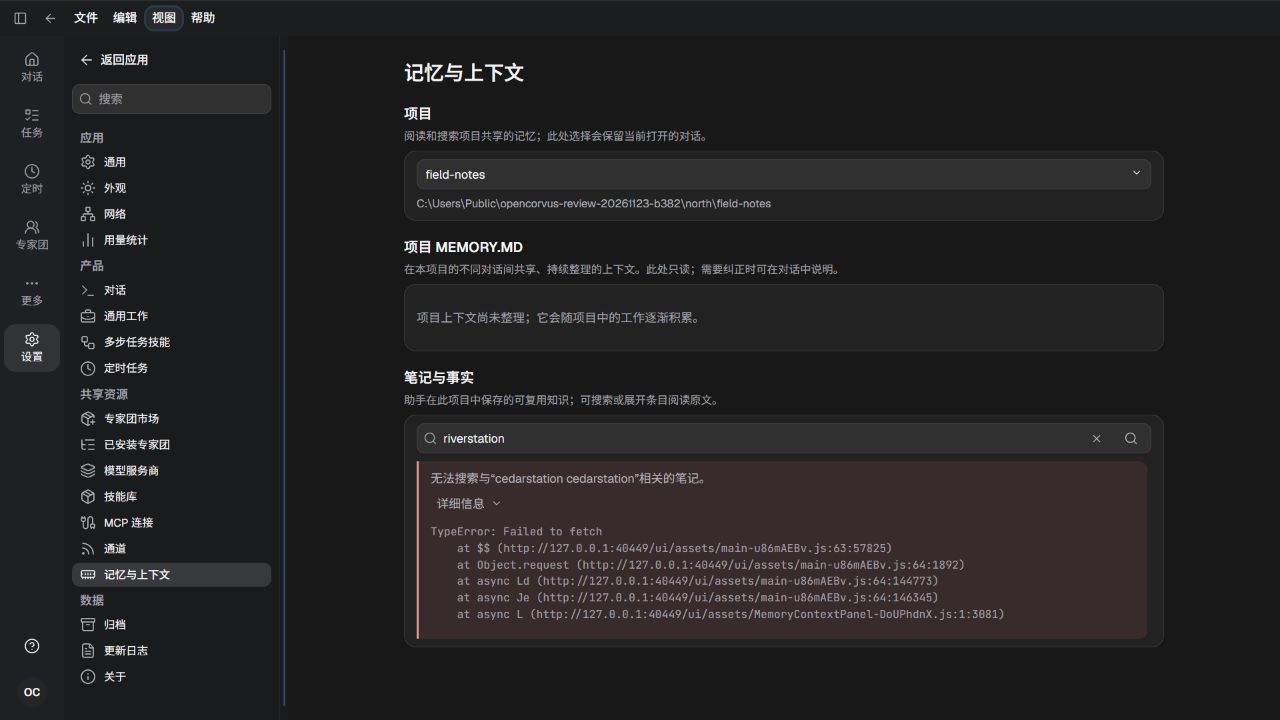 文件 编辑 视图 帮助
对话
任务
定时
专家团
更多
设置
OC
返回应用
搜索
应用
通用
外观
网络
用量统计
产品
对话
通用工作
多步任务技能
定时任务
共享资源
专家团市场
已安装专家团
模型服务商
技能库
MCP 连接
通道
记忆与上下文
数据
归档
更新日志
关于
记忆与上下文
项目
阅读和搜索项目共享的记忆；此处选择会保留当前打开的对话。
field-notes
C:\Users\Public\opencorvus-review-20261123-b382\north\field-notes
项目 MEMORY.MD
在本项目的不同对话间共享、持续整理的上下文。此处只读；需要纠正时可在对话中说明。
项目上下文尚未整理；它会随项目中的工作逐渐积累。
笔记与事实
助手在此项目中保存的可复用知识；可搜索或展开条目阅读原文。
riverstation
无法搜索与“cedarstation cedarstation”相关的笔记。
详细信息
TypeError: Failed to fetch
at $$ (http://127.0.0.1:40449/ui/assets/main-u86mAEBv.js:63:57825)
at Object.request (http://127.0.0.1:40449/ui/assets/main-u86mAEBv.js:64:1892)
at async Ld (http://127.0.0.1:40449/ui/assets/main-u86mAEBv.js:64:144773)
at async Je (http://127.0.0.1:40449/ui/assets/main-u86mAEBv.js:64:146345)
at async L (http://127.0.0.1:40449/ui/assets/MemoryContextPanel-DoUPhdnX.js:1:3081)